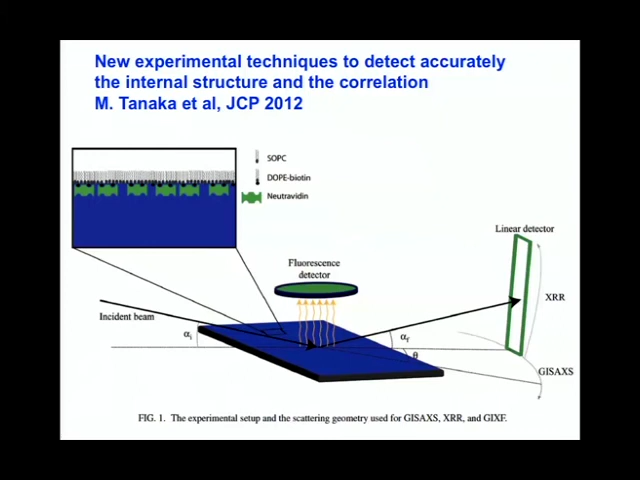 New experimental techniques to detect accurately
the internal structure and the correlation
M. Tanaka et al, JCP 2012
SOPC
DOPE-biotin
Neutravidin
Linear detector
Fluorescence
detector
XRR
Incident beam
αi
αf
θ
GISAXS
FIG. 1. The experimental setup and the scattering geometry used for GISAXS, XRR, and GIXF.